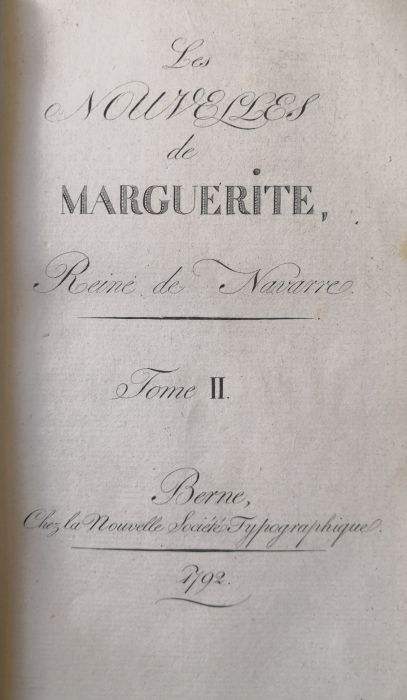 Les
NOUVELLES
de
MARGUERITE,
Reine de Navarre.
Tome II.
Berne,
Chez la Nouvelle Société Typographique.
1792.